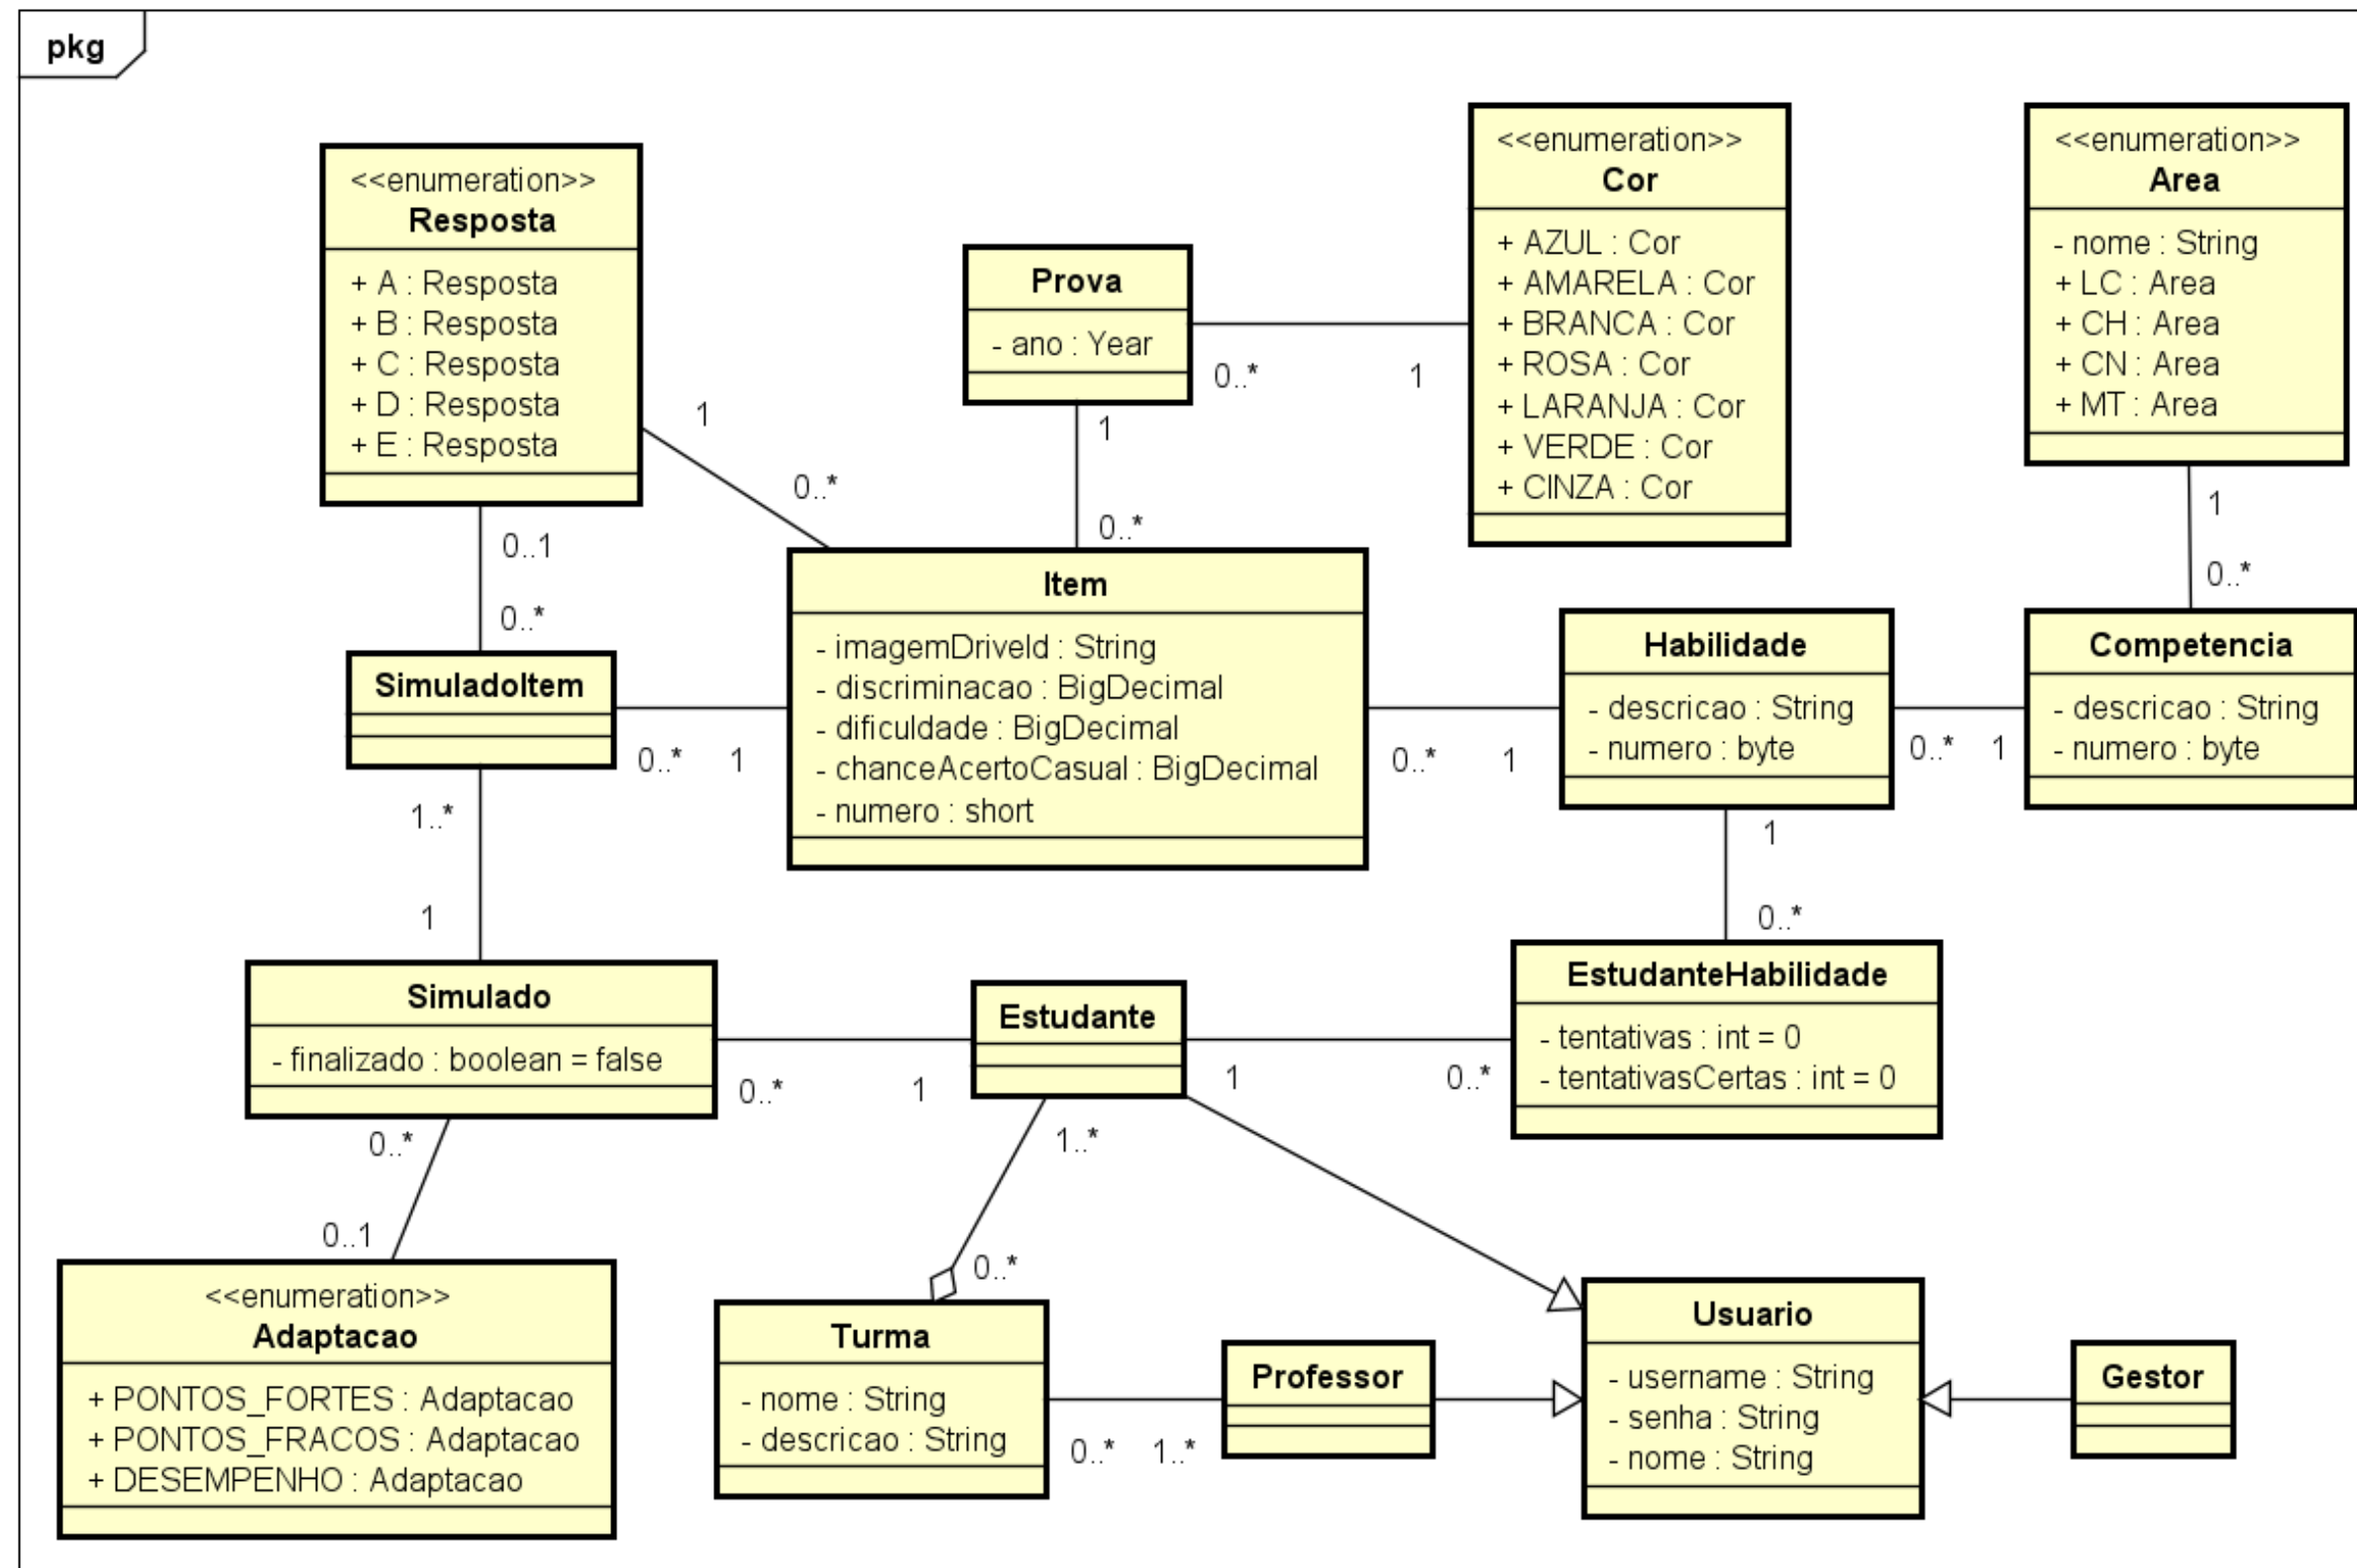 pkg
<<enumeration>>
Resposta
+ A : Resposta
+ B : Resposta
+ C : Resposta
+ D : Resposta
+ E : Resposta
Prova
- ano : Year
<<enumeration>>
Cor
+ AZUL : Cor
+ AMARELA : Cor
+ BRANCA : Cor
+ ROSA : Cor
+ LARANJA : Cor
+ VERDE : Cor
+ CINZA : Cor
<<enumeration>>
Area
- nome : String
+ LC : Area
+ CH : Area
+ CN : Area
+ MT : Area
0..* 1
1
0..*
1
0..*
1
0..*
0..1
0..*
SimuladoItem
Item
- imagemDriveId : String
- discriminacao : BigDecimal
- dificuldade : BigDecimal
- chanceAcertoCasual : BigDecimal
- numero : short
Habilidade
- descricao : String
- numero : byte
Competencia
- descricao : String
- numero : byte
0..* 1
0..* 1
0..* 1
1..*
1
1
0..*
Simulado
- finalizado : boolean = false
Estudante
EstudanteHabilidade
- tentativas : int = 0
- tentativasCertas : int = 0
0..* 1
1 0..*
0..*
0..1
1..*
0..*
<<enumeration>>
Adaptacao
+ PONTOS_FORTES : Adaptacao
+ PONTOS_FRACOS : Adaptacao
+ DESEMPENHO : Adaptacao
Turma
- nome : String
- descricao : String
0..* 1..*
Professor
Usuario
- username : String
- senha : String
- nome : String
Gestor